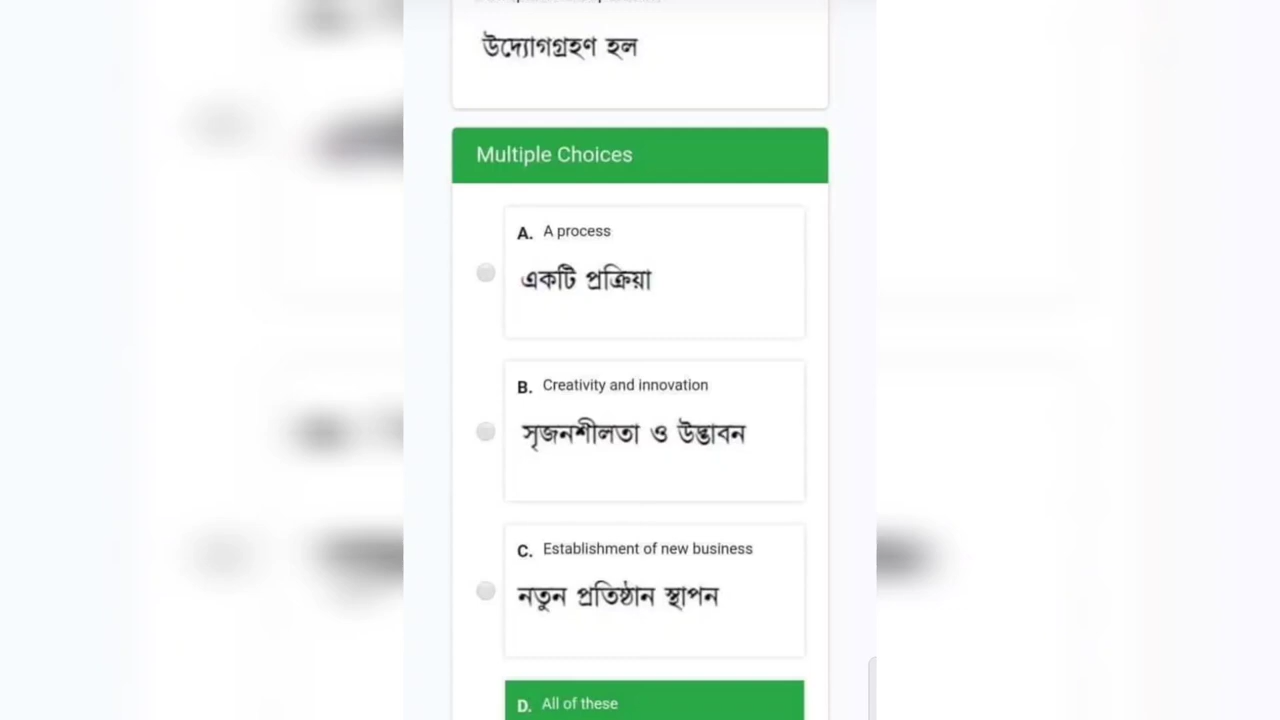 উদ্যোগগ্রহণ হল
Multiple Choices
A. A process
একটি প্রক্রিয়া
B. Creativity and innovation
সৃজনশীলতা ও উদ্ভাবন
C. Establishment of new business
নতুন প্রতিষ্ঠান স্থাপন
D. All of these